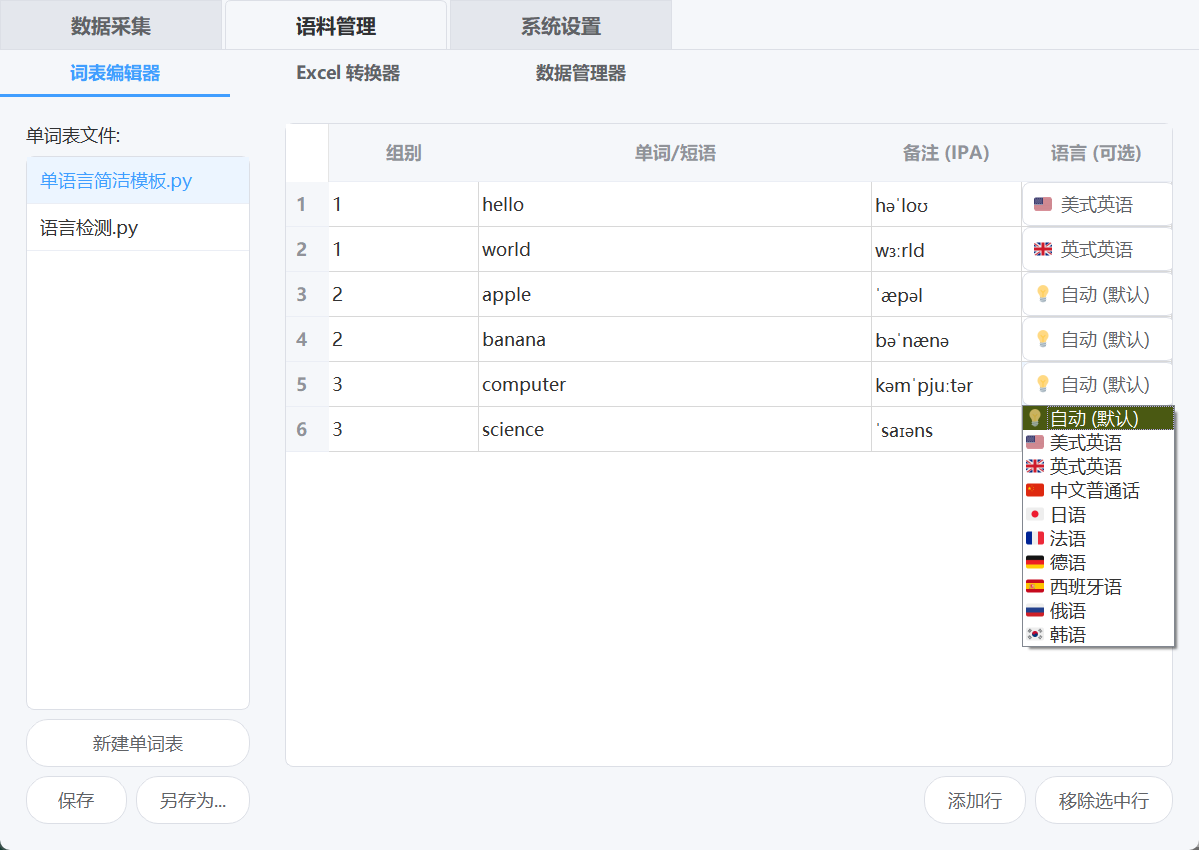 数据采集 语料管理 系统设置
词表编辑器 Excel 转换器 数据管理器
单词表文件:
单语言简洁模板.py
语言检测.py
组别 单词/短语 备注 (IPA) 语言 (可选)
1 1 hello həˈloʊ 美式英语
2 1 world wɜːrld 英式英语
3 2 apple ˈæpəl 自动 (默认)
4 2 banana bəˈnænə 自动 (默认)
5 3 computer kəmˈpjuːtər 自动 (默认)
6 3 science ˈsaɪəns
自动 (默认)
美式英语
英式英语
中文普通话
日语
法语
德语
西班牙语
俄语
韩语
新建单词表
保存 另存为... 添加行 移除选中行